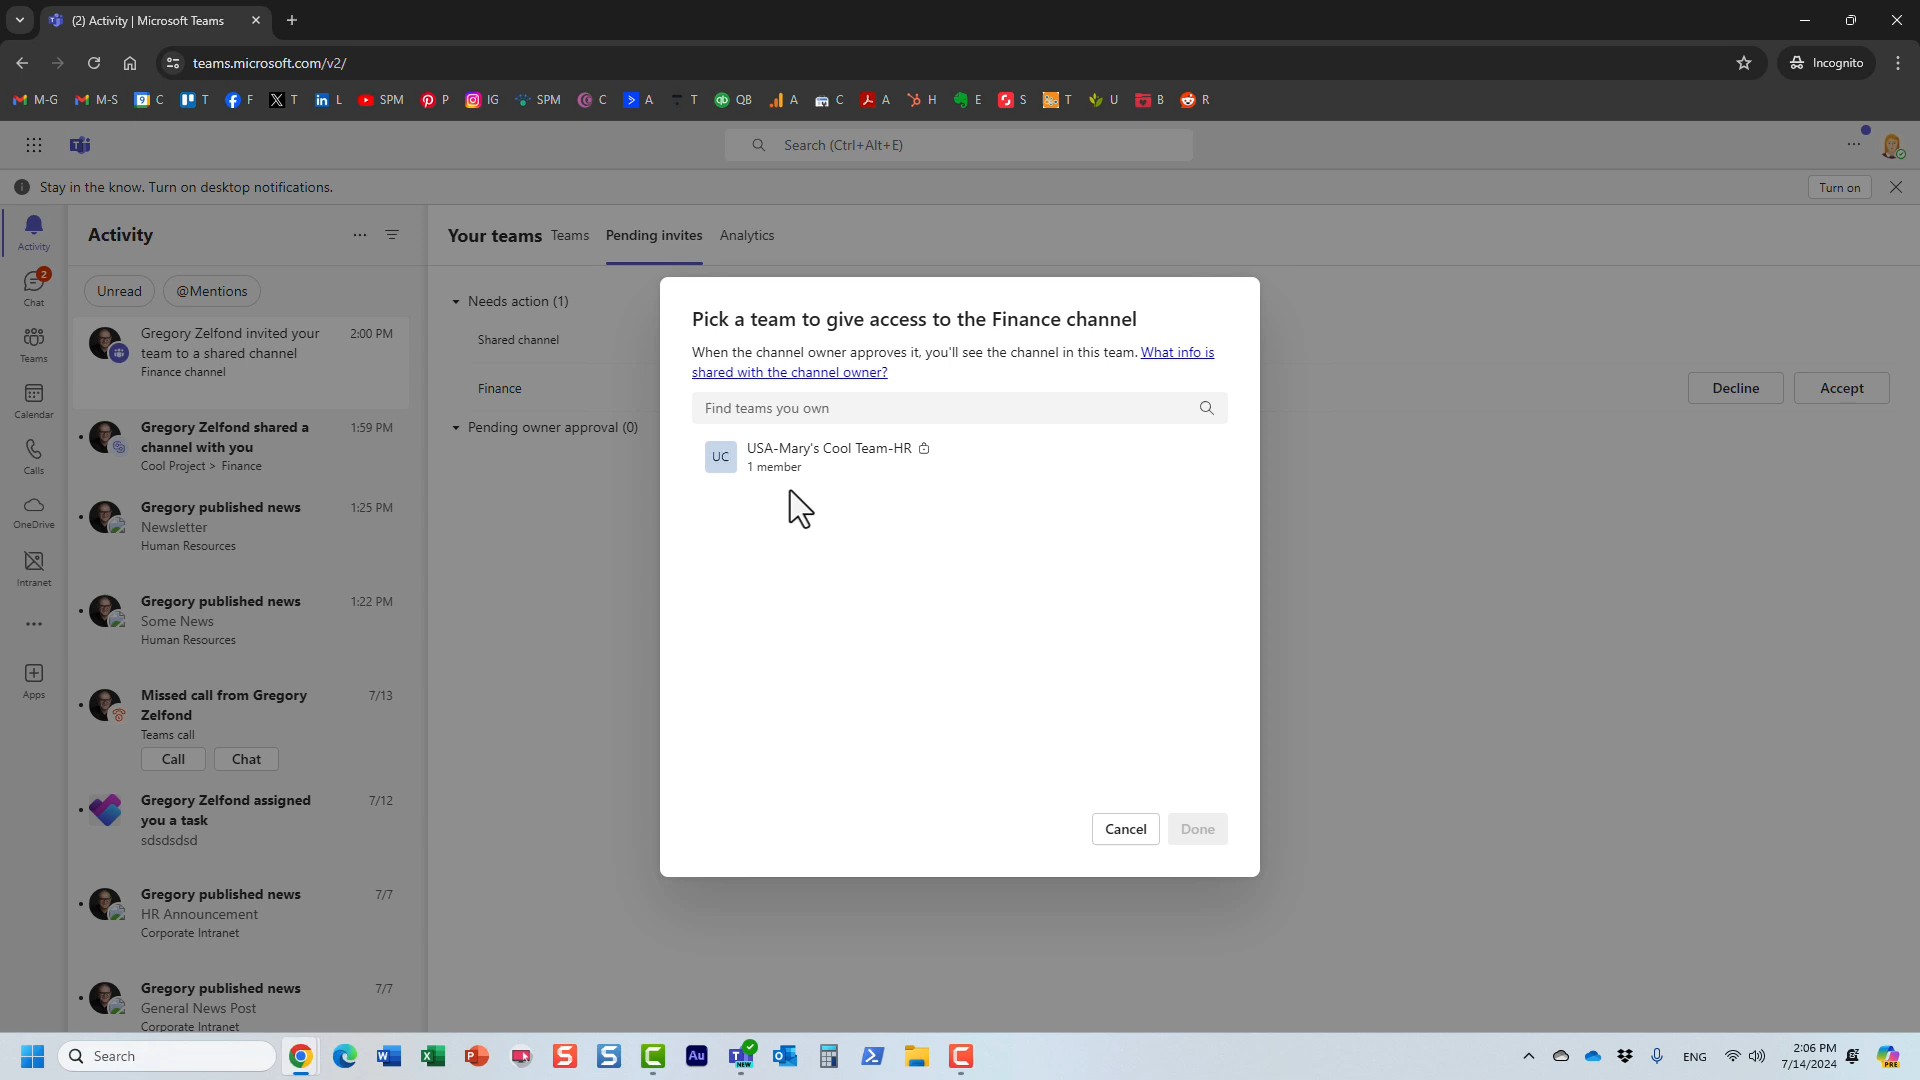 (2) Activity | Microsoft Teams
teams.microsoft.com/v2/
Incognito
M-G M-S C T F T L SPM P IG SPM C A T QB A C A H E S T U B R
Search (Ctrl+Alt+E)
Stay in the know. Turn on desktop notifications.
Turn on
Activity
Chat
2
Teams
Calendar
Calls
OneDrive
Intranet
Apps
Activity
Unread
@Mentions
Gregory Zelfond invited your 2:00 PM
team to a shared channel
Finance channel
Gregory Zelfond shared a 1:59 PM
channel with you
Cool Project > Finance
Gregory published news 1:25 PM
Newsletter
Human Resources
Gregory published news 1:22 PM
Some News
Human Resources
Missed call from Gregory 7/13
Zelfond
Teams call
Call Chat
Gregory Zelfond assigned 7/12
you a task
sdsdsdsd
Gregory published news 7/7
HR Announcement
Corporate Intranet
Gregory published news 7/7
General News Post
Corporate Intranet
Your teams Teams Pending invites Analytics
Needs action (1)
Shared channel
Finance
Decline Accept
Pending owner approval (0)
Pick a team to give access to the Finance channel
When the channel owner approves it, you'll see the channel in this team. What info is
shared with the channel owner?
Find teams you own
UC
USA-Mary's Cool Team-HR
1 member
Cancel Done
Search
NEW
ENG
2:06 PM
7/14/2024
PRE